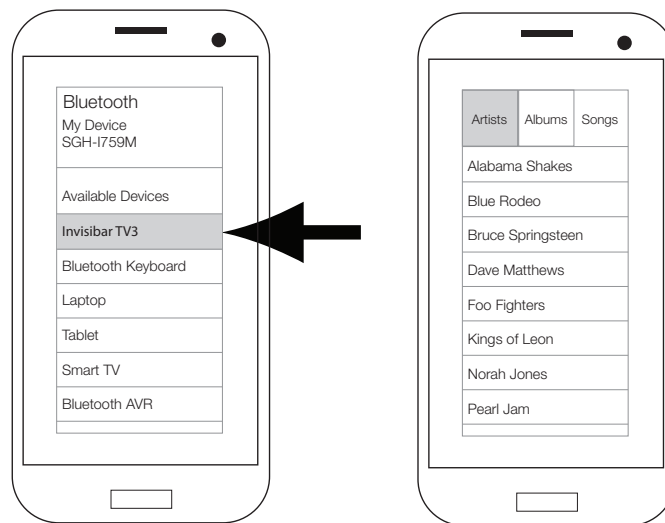 Bluetooth
My Device
SGH-I759M
Available Devices
Invisibar TV3
Bluetooth Keyboard
Laptop
Tablet
Smart TV
Bluetooth AVR
Artists Albums Songs
Alabama Shakes
Blue Rodeo
Bruce Springsteen
Dave Matthews
Foo Fighters
Kings of Leon
Norah Jones
Pearl Jam